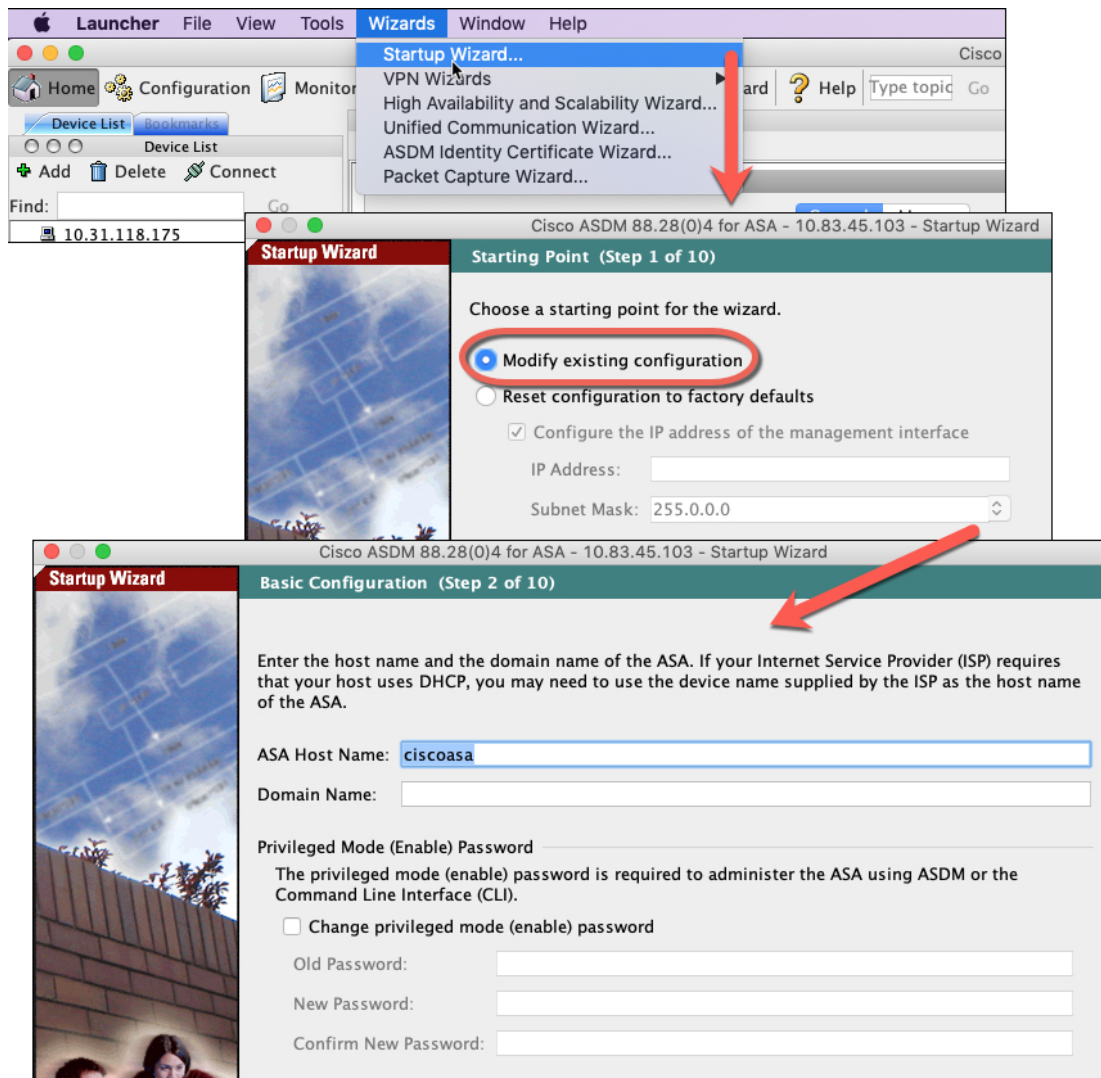 Launcher File View Tools Wizards Window Help
Startup Wizard...
VPN Wizards
High Availability and Scalability Wizard...
Unified Communication Wizard...
ASDM Identity Certificate Wizard...
Packet Capture Wizard...
Cisco
Home Configuration Monitor ard Help Type topic Go
Device List Bookmarks
Device List
Add Delete Connect
Find: Go
10.31.118.175
Cisco ASDM 88.28(0)4 for ASA - 10.83.45.103 - Startup Wizard
Startup Wizard
Starting Point (Step 1 of 10)
Choose a starting point for the wizard.
Modify existing configuration
Reset configuration to factory defaults
Configure the IP address of the management interface
IP Address:
Subnet Mask: 255.0.0.0
Cisco ASDM 88.28(0)4 for ASA - 10.83.45.103 - Startup Wizard
Startup Wizard
Basic Configuration (Step 2 of 10)
Enter the host name and the domain name of the ASA. If your Internet Service Provider (ISP) requires
that your host uses DHCP, you may need to use the device name supplied by the ISP as the host name
of the ASA.
ASA Host Name: ciscoasa
Domain Name:
Privileged Mode (Enable) Password
The privileged mode (enable) password is required to administer the ASA using ASDM or the
Command Line Interface (CLI).
Change privileged mode (enable) password
Old Password:
New Password:
Confirm New Password: